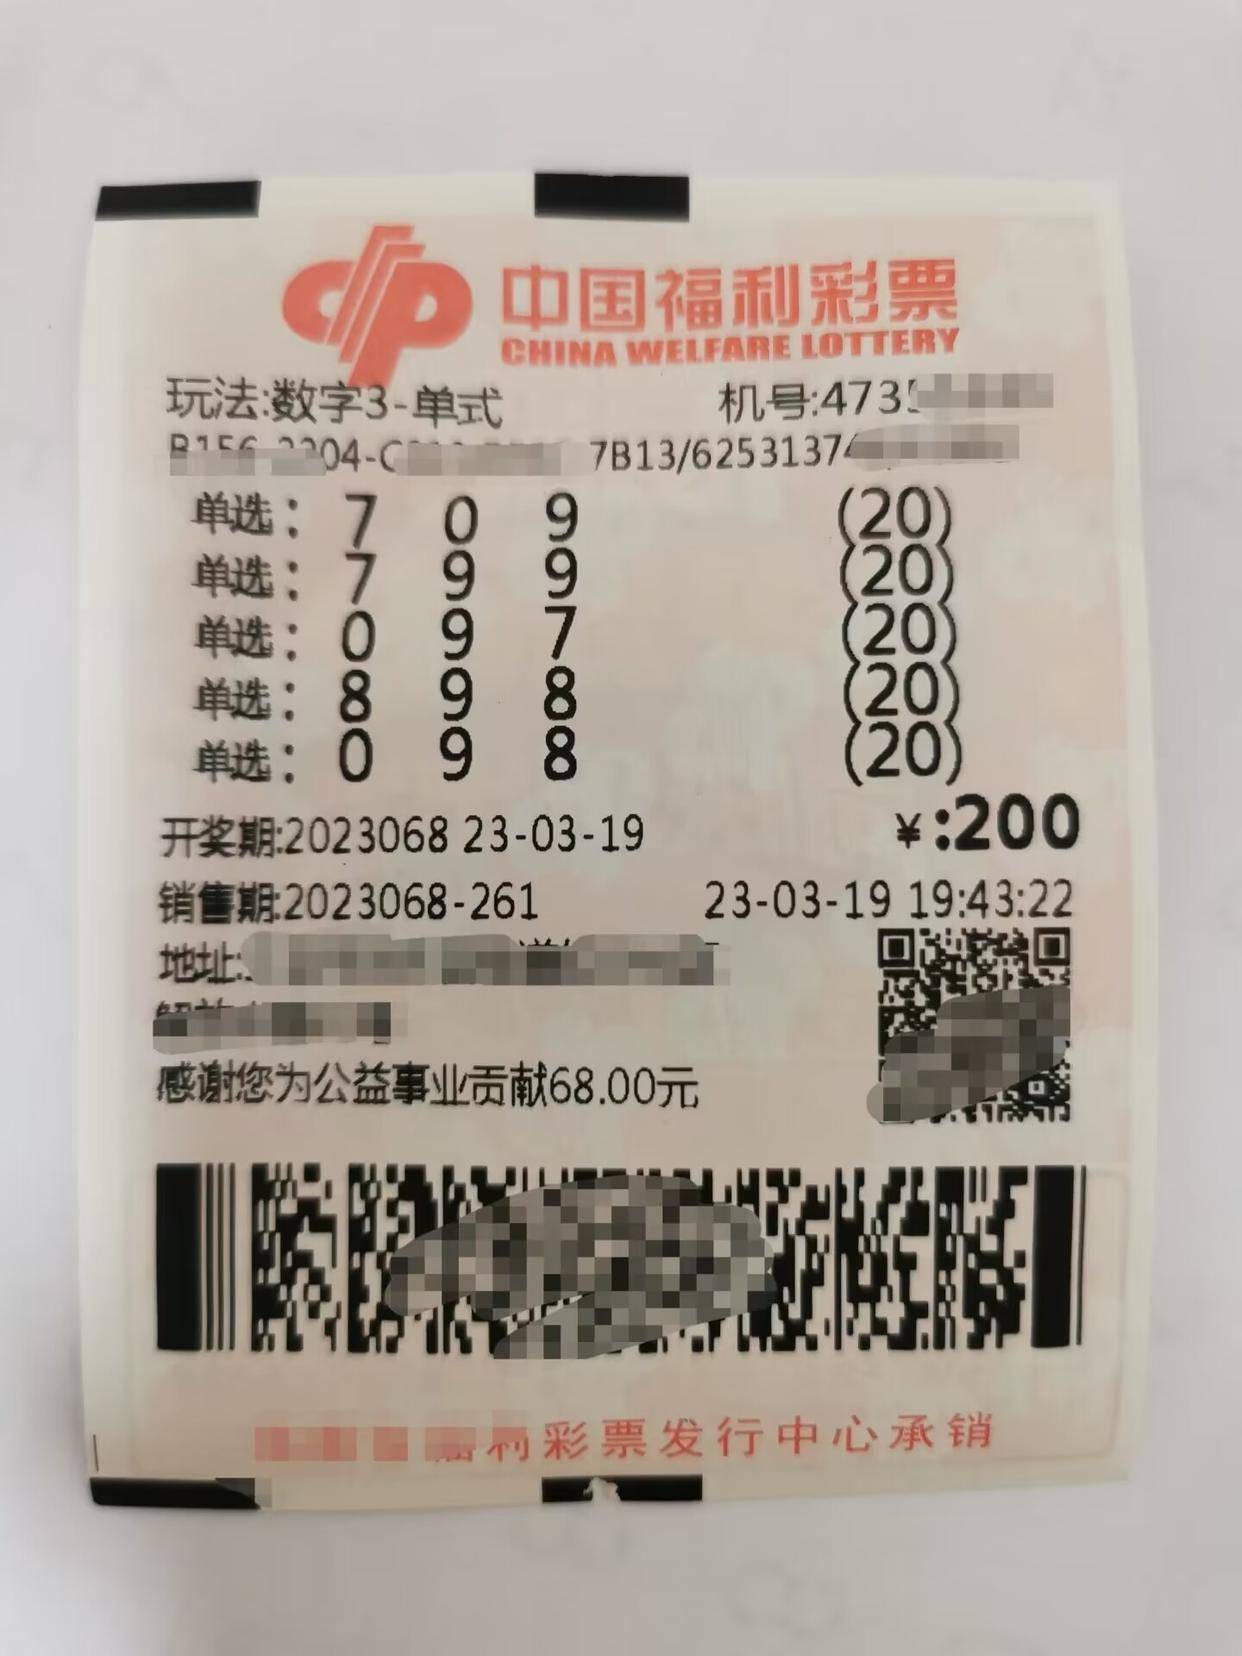 中国福利彩票
CHINA WELFARE LOTTERY
玩法:数字3-单式 机号:473
04-C 7B13/62531374
单选: 7 0 9 (20)
单选: 7 9 9 (20)
单选: 0 9 7 (20)
单选: 8 9 8 (20)
单选: 0 9 8 (20)
开奖期:2023068 23-03-19 ¥:200
销售期:2023068-261 23-03-19 19:43:22
地址:
感谢您为公益事业贡献68.00元
利彩票发行中心承销